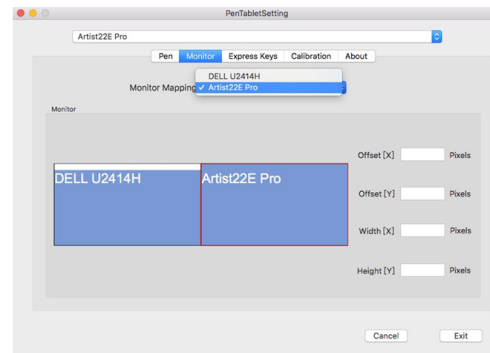 PenTabletSetting
Artist22E Pro
Pen Monitor Express Keys Calibration About
DELL U2414H
Monitor Mapping ✓ Artist22E Pro
Monitor
Offset [X] Pixels
DELL U2414H Artist22E Pro
Offset [Y] Pixels
Width [X] Pixels
Height [Y] Pixels
Cancel Exit